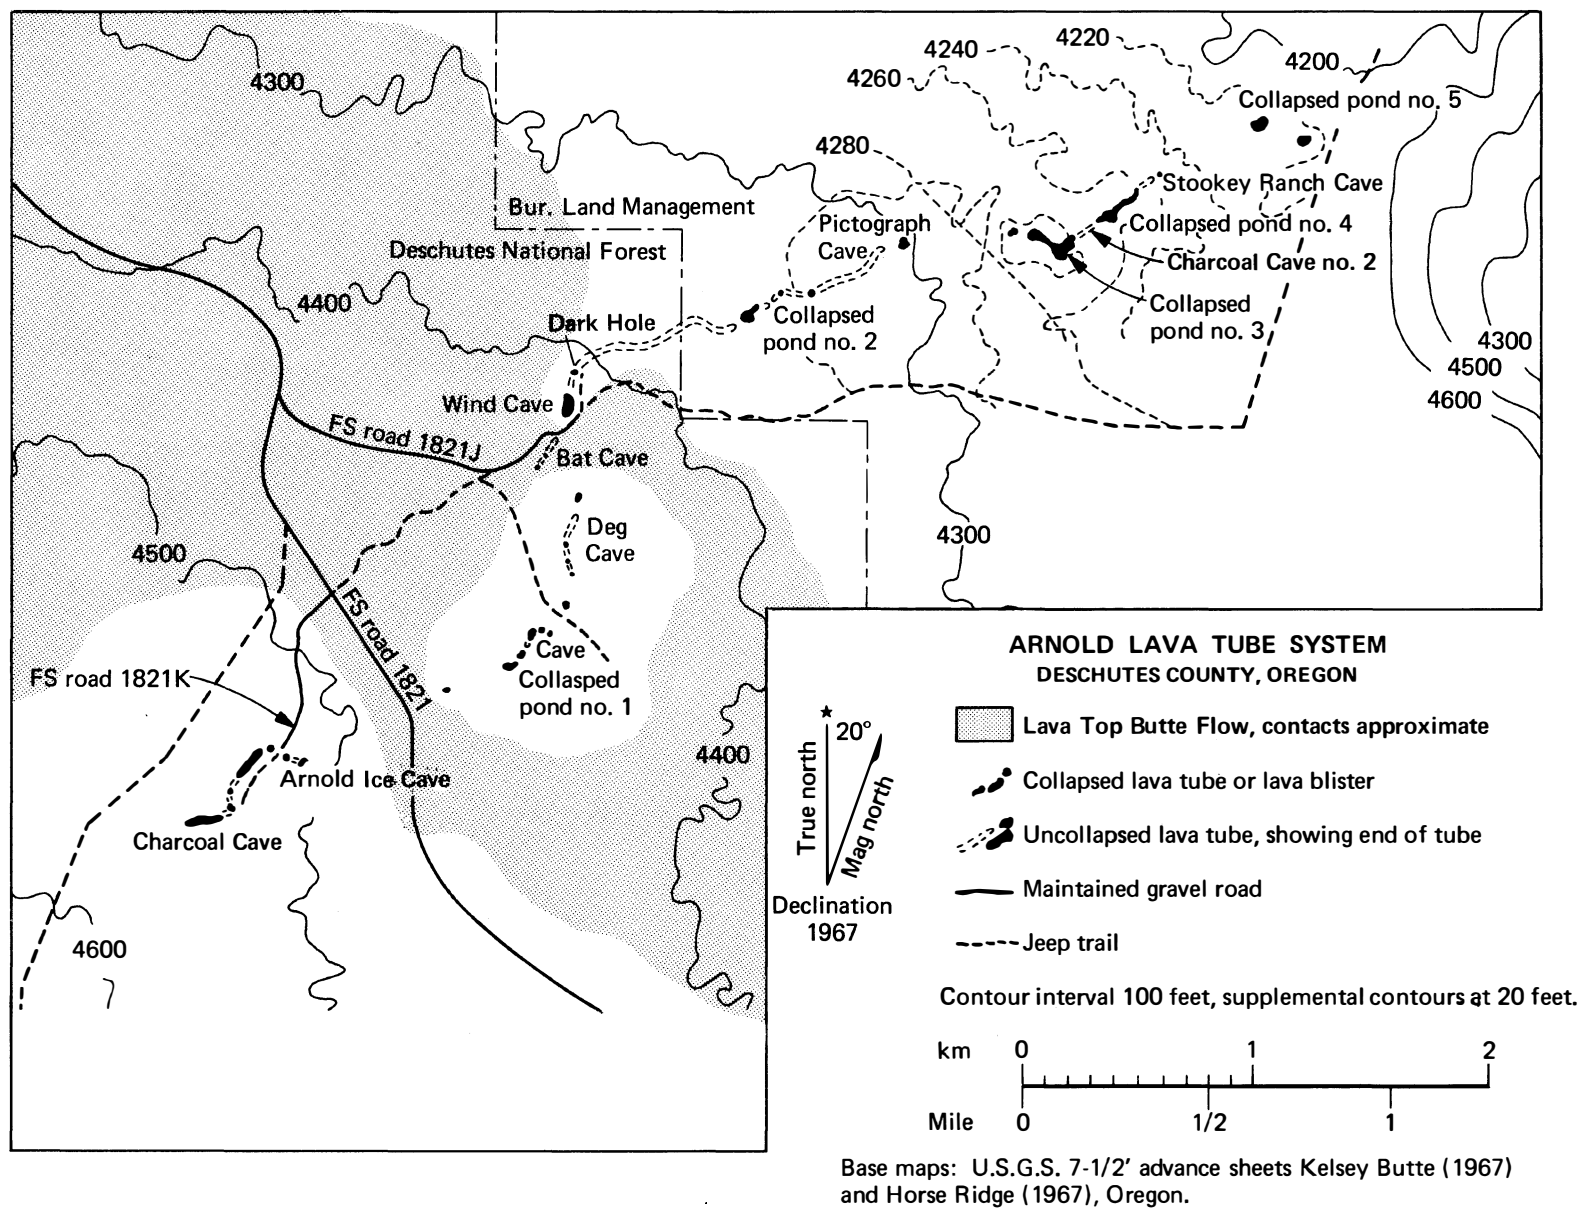 4240
4220
4200
4260
4300
Collapsed pond no. 5
4280
Stookey Ranch Cave
Bur. Land Management
Pictograph
Cave
Collapsed pond no. 4
Deschutes National Forest
Charcoal Cave no. 2
4400
Collapsed
pond no. 3
Dark Hole
Collapsed
pond no. 2
4300
4500
4600
Wind Cave
FS road 1821J
Bat Cave
Deg
Cave
4500
4300
FS road 1821
Cave
Collasped
pond no. 1
FS road 1821K
4400
Arnold Ice Cave
Charcoal Cave
4600
ARNOLD LAVA TUBE SYSTEM
DESCHUTES COUNTY, OREGON
Lava Top Butte Flow, contacts approximate
Collapsed lava tube or lava blister
Uncollapsed lava tube, showing end of tube
Maintained gravel road
Jeep trail
20°
True north
Mag north
Declination
1967
Contour interval 100 feet, supplemental contours at 20 feet.
km 0 1 2
Mile 0 1/2 1
Base maps: U.S.G.S. 7-1/2' advance sheets Kelsey Butte (1967)
and Horse Ridge (1967), Oregon.